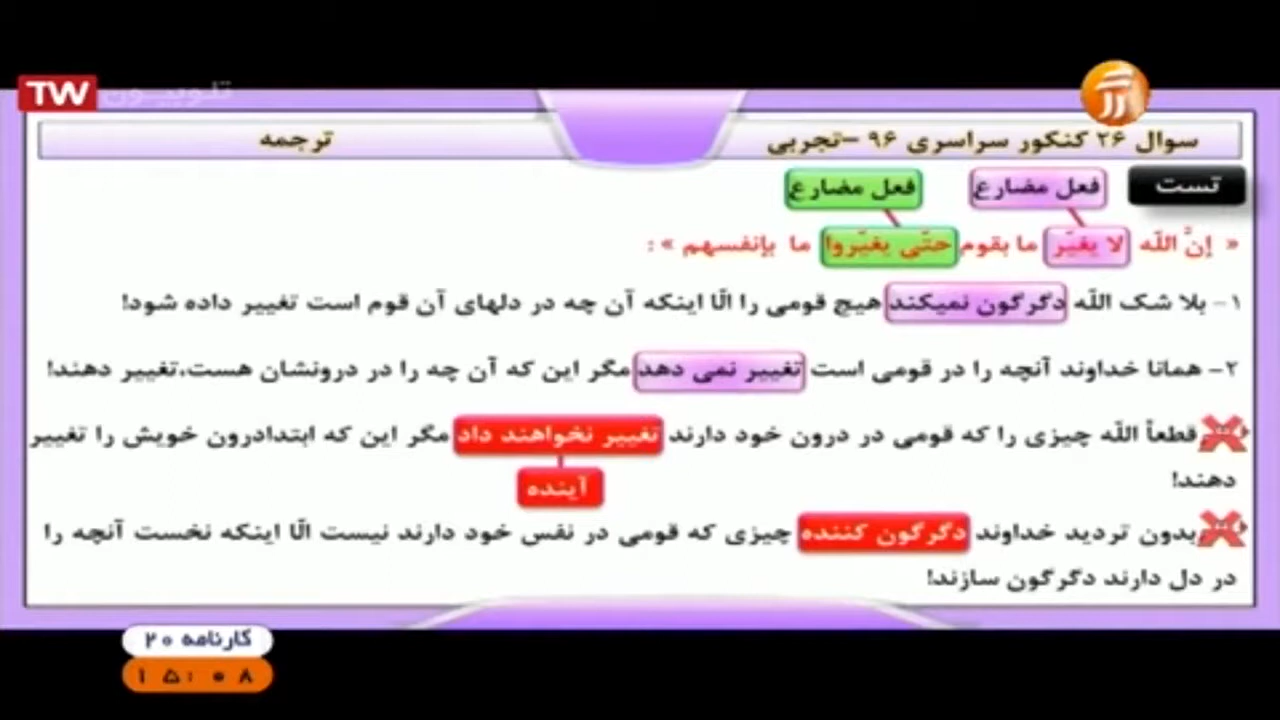 TW تلوبیون
سوال ۲۶ کنکور سراسری ۹۶ –تجربی
ترجمه
تست
فعل مضارع
فعل مضارع
« إنَّ اللّه لا یغیّر ما بقوم حتّی یغیّروا ما بإنفسهم » :
۱- بلا شک اللّه دگرگون نمیکند هیچ قومی را الّا اینکه آن چه در دلهای آن قوم است تغییر داده شود!
۲- همانا خداوند آنچه را در قومی است تغییر نمی دهد مگر این که آن چه را در درونشان هست،تغییر دهند!
قطعاً اللّه چیزی را که قومی در درون خود دارند تغییر نخواهند داد مگر این که ابتدادرون خویش را تغییر
دهند!
آینده
بدون تردید خداوند دگرگون کننده چیزی که قومی در نفس خود دارند نیست الّا اینکه نخست آنچه را
در دل دارند دگرگون سازند!
کارنامه ۲۰
۱۵:۰۸